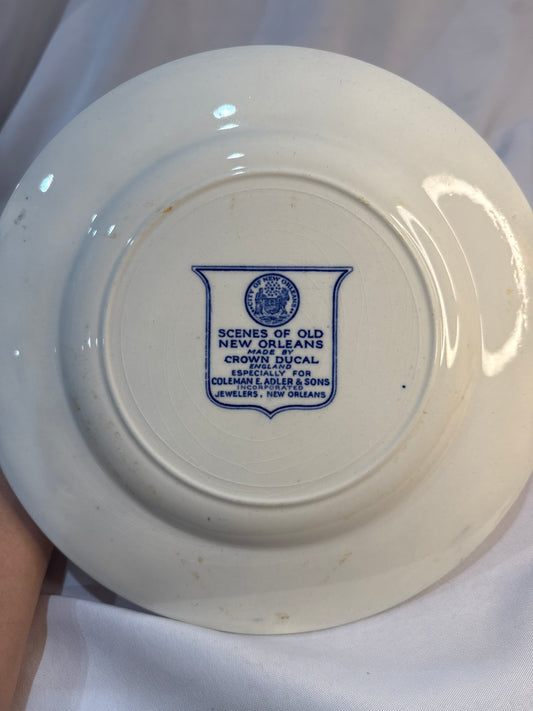 CITY OF NEW ORLEANS
SCENES OF OLD
NEW ORLEANS
MADE BY
CROWN DUCAL
ENGLAND
ESPECIALLY FOR
COLEMAN E. ADLER & SONS
INCORPORATED
JEWELERS, NEW ORLEANS